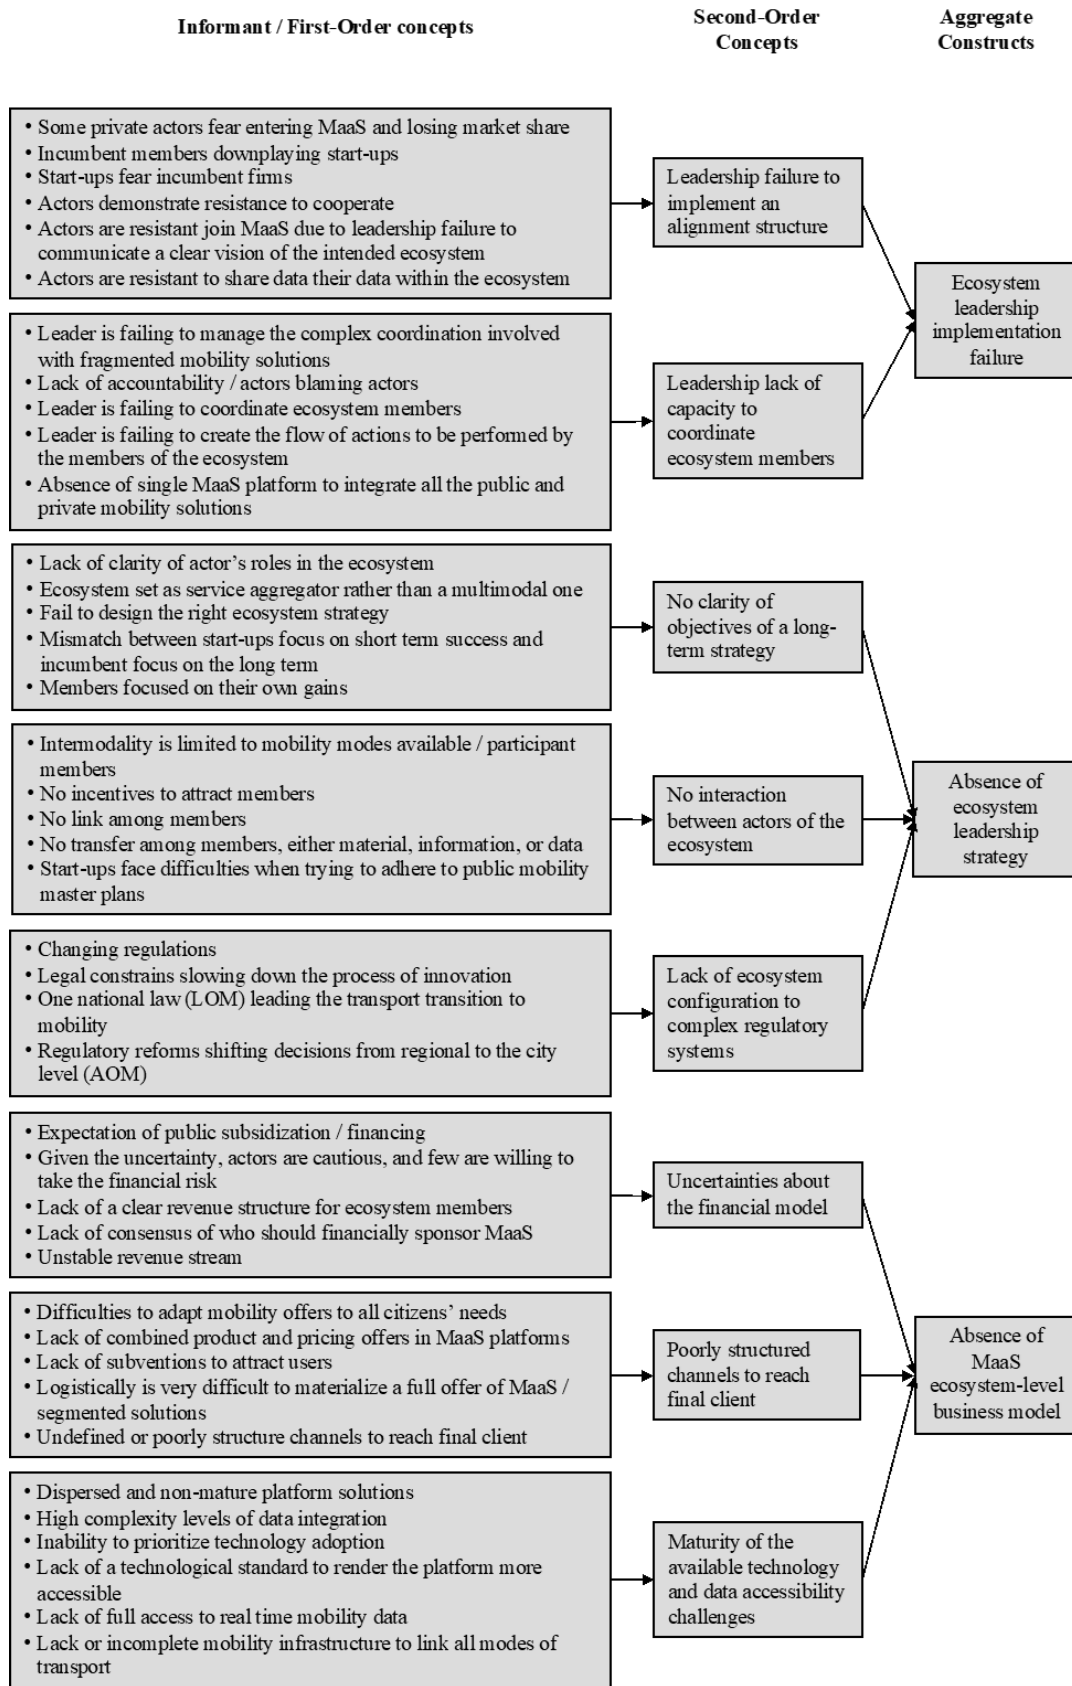 Informant / First-Order concepts
Second-Order
Concepts
Aggregate
Constructs
• Some private actors fear entering MaaS and losing market share
• Incumbent members downplaying start-ups
• Start-ups fear incumbent firms
• Actors demonstrate resistance to cooperate
• Actors are resistant join MaaS due to leadership failure to
communicate a clear vision of the intended ecosystem
• Actors are resistant to share data their data within the ecosystem
Leadership failure to
implement an
alignment structure
• Leader is failing to manage the complex coordination involved
with fragmented mobility solutions
• Lack of accountability / actors blaming actors
• Leader is failing to coordinate ecosystem members
• Leader is failing to create the flow of actions to be performed by
the members of the ecosystem
• Absence of single MaaS platform to integrate all the public and
private mobility solutions
Leadership lack of
capacity to
coordinate
ecosystem members
Ecosystem
leadership
implementation
failure
• Lack of clarity of actor’s roles in the ecosystem
• Ecosystem set as service aggregator rather than a multimodal one
• Fail to design the right ecosystem strategy
• Mismatch between start-ups focus on short term success and
incumbent focus on the long term
• Members focused on their own gains
No clarity of
objectives of a long-
term strategy
• Intermodality is limited to mobility modes available / participant
members
• No incentives to attract members
• No link among members
• No transfer among members, either material, information, or data
• Start-ups face difficulties when trying to adhere to public mobility
master plans
No interaction
between actors of the
ecosystem
Absence of
ecosystem
leadership
strategy
• Changing regulations
• Legal constrains slowing down the process of innovation
• One national law (LOM) leading the transport transition to
mobility
• Regulatory reforms shifting decisions from regional to the city
level (AOM)
Lack of ecosystem
configuration to
complex regulatory
systems
• Expectation of public subsidization / financing
• Given the uncertainty, actors are cautious, and few are willing to
take the financial risk
• Lack of a clear revenue structure for ecosystem members
• Lack of consensus of who should financially sponsor MaaS
• Unstable revenue stream
Uncertainties about
the financial model
• Difficulties to adapt mobility offers to all citizens’ needs
• Lack of combined product and pricing offers in MaaS platforms
• Lack of subventions to attract users
• Logistically is very difficult to materialize a full offer of MaaS /
segmented solutions
• Undefined or poorly structure channels to reach final client
Poorly structured
channels to reach
final client
Absence of
MaaS
ecosystem-level
business model
• Dispersed and non-mature platform solutions
• High complexity levels of data integration
• Inability to prioritize technology adoption
• Lack of a technological standard to render the platform more
accessible
• Lack of full access to real time mobility data
• Lack or incomplete mobility infrastructure to link all modes of
transport
Maturity of the
available technology
and data accessibility
challenges